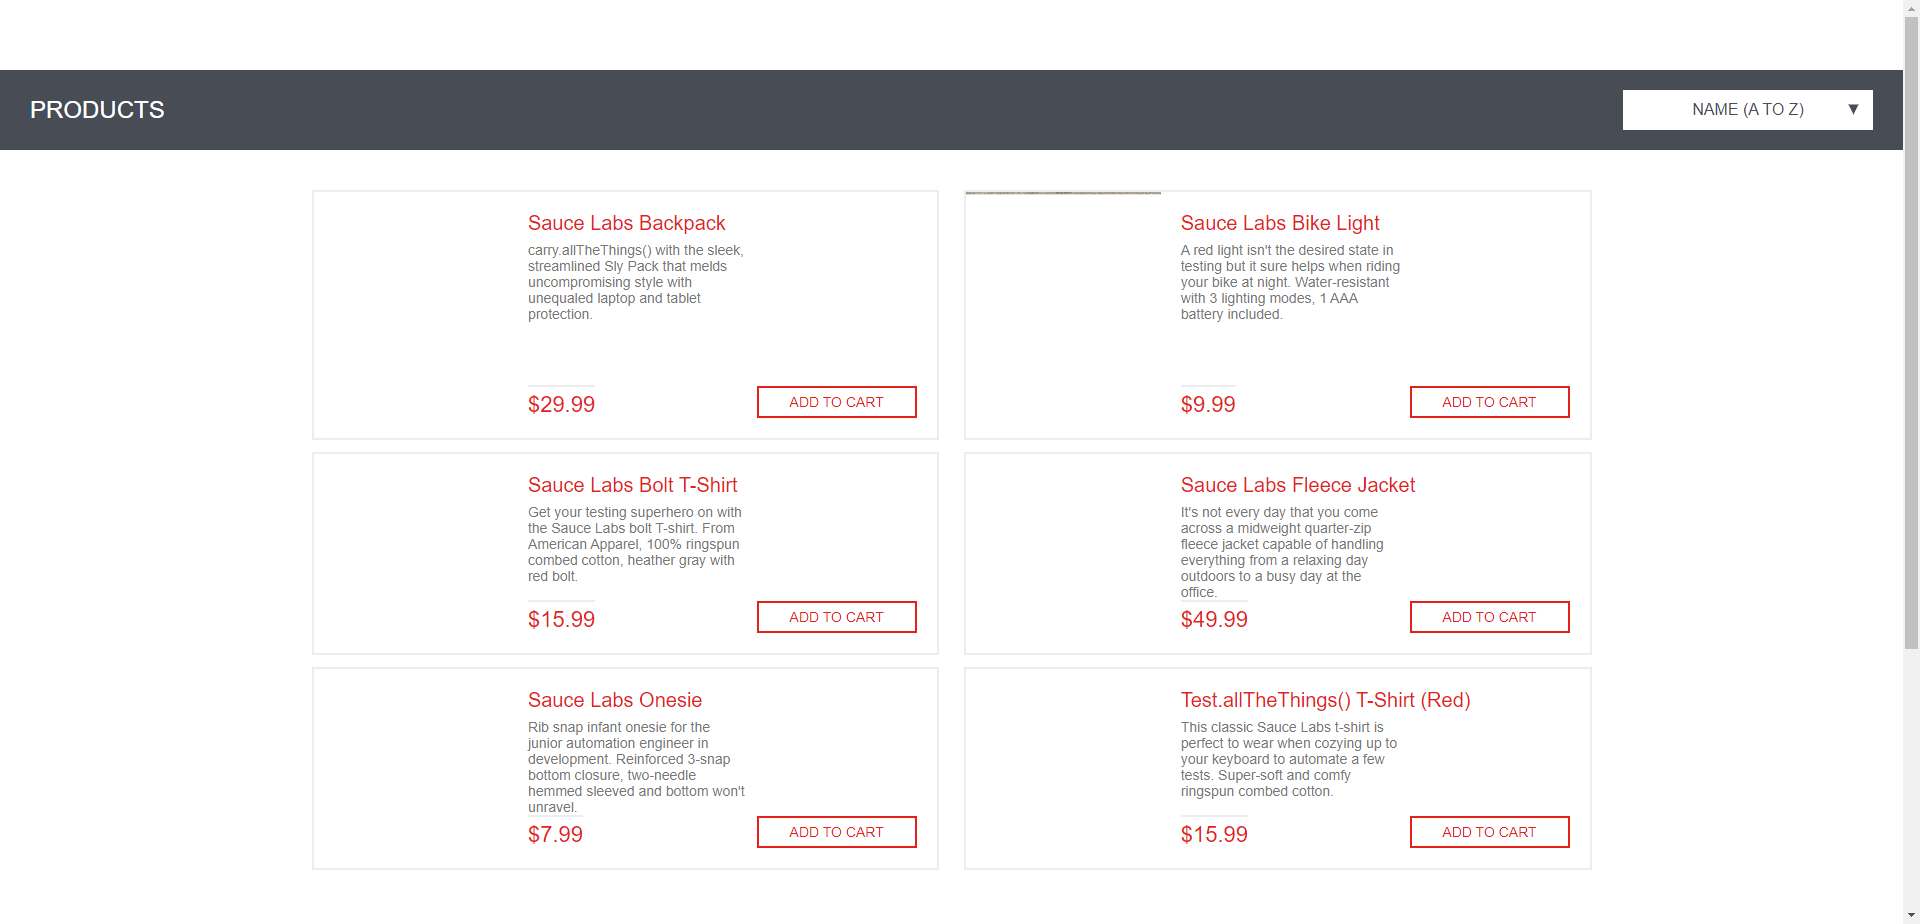 PRODUCTS
NAME (A TO Z)
Sauce Labs Backpack
carry.allTheThings() with the sleek,
streamlined Sly Pack that melds
uncompromising style with
unequaled laptop and tablet
protection.
$29.99
ADD TO CART
Sauce Labs Bike Light
A red light isn't the desired state in
testing but it sure helps when riding
your bike at night. Water-resistant
with 3 lighting modes, 1 AAA
battery included.
$9.99
ADD TO CART
Sauce Labs Bolt T-Shirt
Get your testing superhero on with
the Sauce Labs bolt T-shirt. From
American Apparel, 100% ringspun
combed cotton, heather gray with
red bolt.
$15.99
ADD TO CART
Sauce Labs Fleece Jacket
It's not every day that you come
across a midweight quarter-zip
fleece jacket capable of handling
everything from a relaxing day
outdoors to a busy day at the
office.
$49.99
ADD TO CART
Sauce Labs Onesie
Rib snap infant onesie for the
junior automation engineer in
development. Reinforced 3-snap
bottom closure, two-needle
hemmed sleeved and bottom won't
unravel.
$7.99
ADD TO CART
Test.allTheThings() T-Shirt (Red)
This classic Sauce Labs t-shirt is
perfect to wear when cozying up to
your keyboard to automate a few
tests. Super-soft and comfy
ringspun combed cotton.
$15.99
ADD TO CART